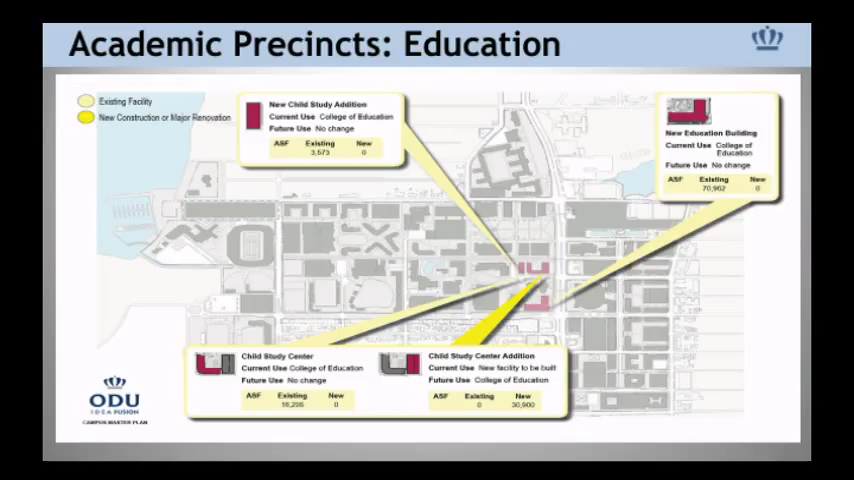 Academic Precincts: Education
Existing Facility
New Construction or Major Renovation
New Child Study Addition
Current Use College of Education
Future Use No change
ASF Existing New
3,573 0
New Education Building
Current Use College of
Education
Future Use No change
ASF Existing New
70,962 0
Child Study Center
Current Use College of Education
Future Use No change
ASF Existing New
16,296 0
Child Study Center Addition
Current Use New facility to be built
Future Use College of Education
ASF Existing New
0 30,900
ODU
IDEA FUSION
CAMPUS MASTER PLAN